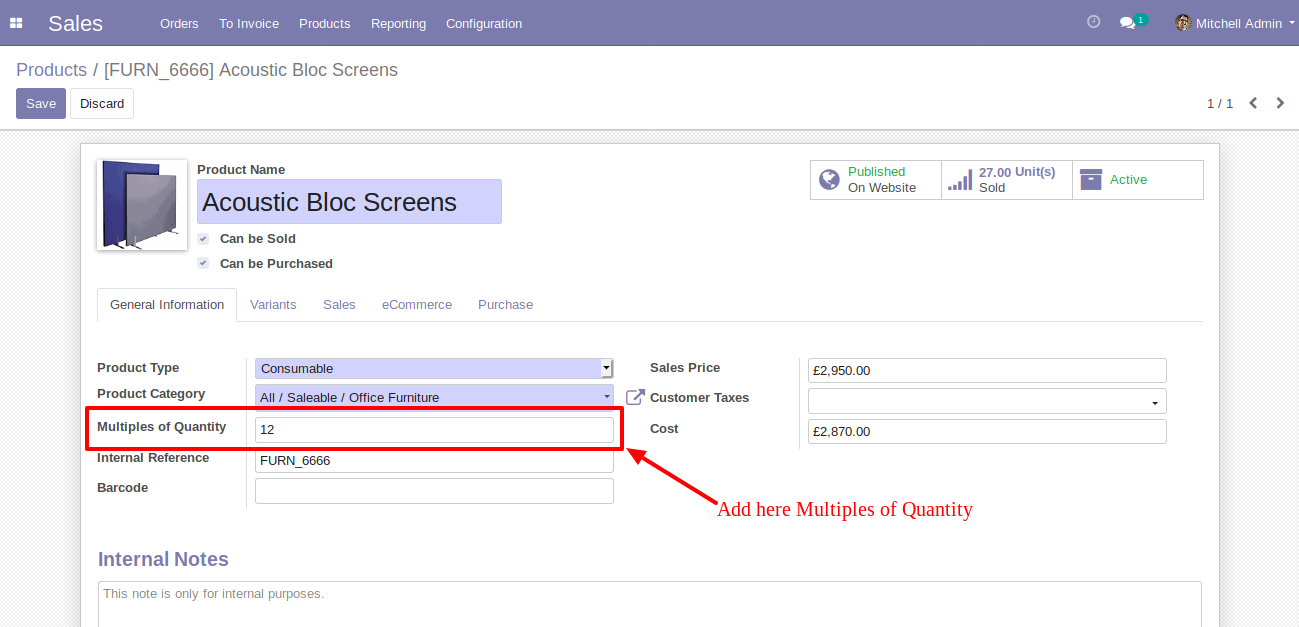 Sales Orders To Invoice Products Reporting Configuration 1 Mitchell Admin
Products / [FURN_6666] Acoustic Bloc Screens
Save Discard 1 / 1
Product Name
Acoustic Bloc Screens
Can be Sold
Can be Purchased
Published
On Website
27.00 Unit(s)
Sold
Active
General Information Variants Sales eCommerce Purchase
Product Type Consumable
Product Category All / Saleable / Office Furniture
Multiples of Quantity 12
Internal Reference FURN_6666
Barcode
Sales Price £2,950.00
Customer Taxes
Cost £2,870.00
Add here Multiples of Quantity
Internal Notes
This note is only for internal purposes.